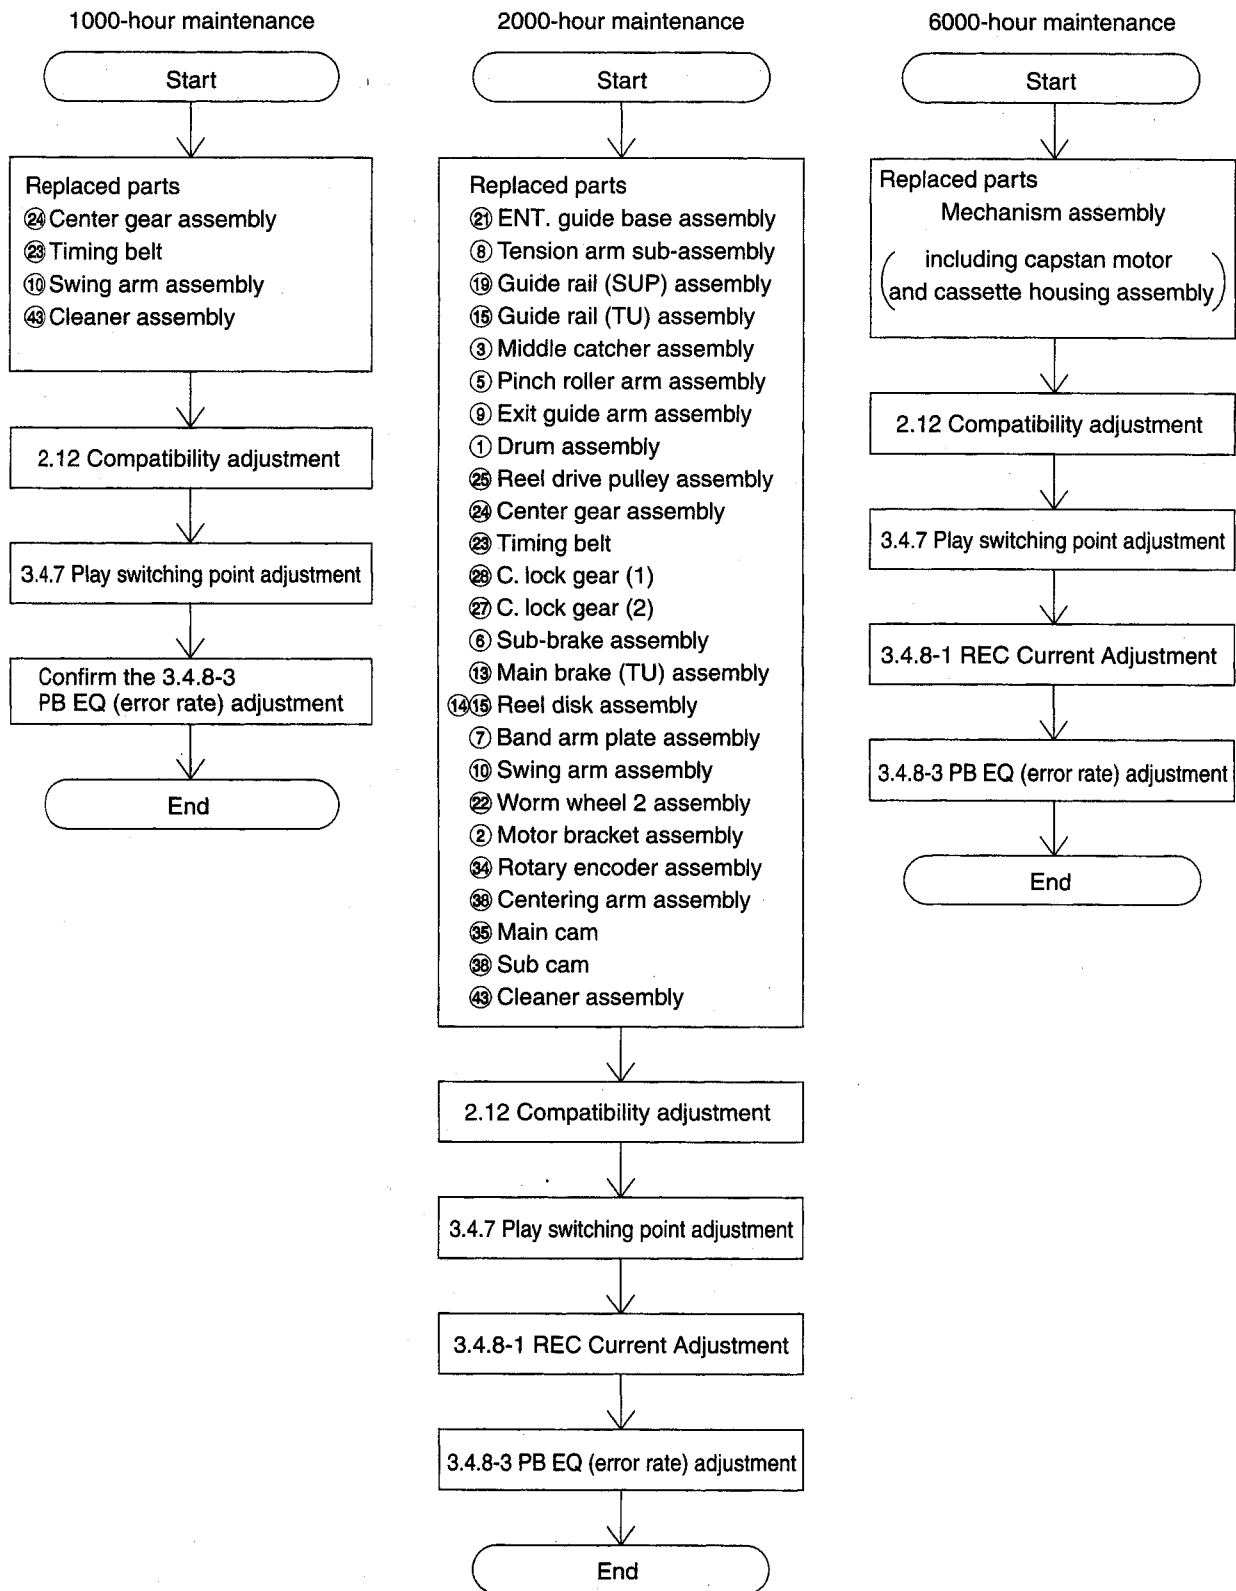 1000-hour maintenance
Start
Replaced parts
㉔ Center gear assembly
㉓ Timing belt
⑩ Swing arm assembly
㊸ Cleaner assembly
2.12 Compatibility adjustment
3.4.7 Play switching point adjustment
Confirm the 3.4.8-3
PB EQ (error rate) adjustment
End
2000-hour maintenance
Start
Replaced parts
㉑ ENT. guide base assembly
⑧ Tension arm sub-assembly
⑲ Guide rail (SUP) assembly
⑮ Guide rail (TU) assembly
③ Middle catcher assembly
⑤ Pinch roller arm assembly
⑨ Exit guide arm assembly
① Drum assembly
㉕ Reel drive pulley assembly
㉔ Center gear assembly
㉓ Timing belt
㉘ C. lock gear (1)
㉗ C. lock gear (2)
⑥ Sub-brake assembly
⑬ Main brake (TU) assembly
⑭⑮ Reel disk assembly
⑦ Band arm plate assembly
⑩ Swing arm assembly
㉒ Worm wheel 2 assembly
② Motor bracket assembly
㉞ Rotary encoder assembly
㊳ Centering arm assembly
㉟ Main cam
㊳ Sub cam
㊸ Cleaner assembly
2.12 Compatibility adjustment
3.4.7 Play switching point adjustment
3.4.8-1 REC Current Adjustment
3.4.8-3 PB EQ (error rate) adjustment
End
6000-hour maintenance
Start
Replaced parts
Mechanism assembly
(including capstan motor
and cassette housing assembly)
2.12 Compatibility adjustment
3.4.7 Play switching point adjustment
3.4.8-1 REC Current Adjustment
3.4.8-3 PB EQ (error rate) adjustment
End